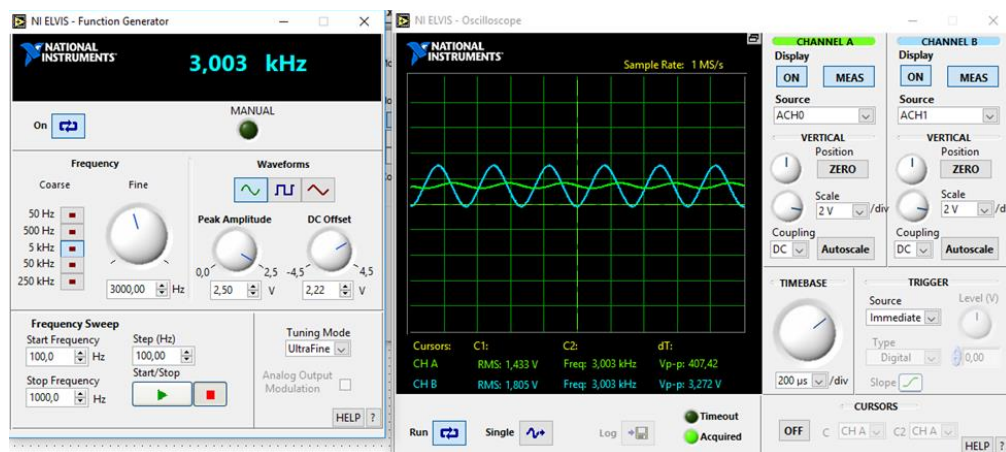 NI ELVIS - Function Generator
NATIONAL
INSTRUMENTS
3,003 kHz
On
MANUAL
Frequency
Coarse
Fine
50 Hz
500 Hz
5 kHz
50 kHz
250 kHz
3000,00 Hz
Waveforms
Peak Amplitude
DC Offset
0,0 2,5
-4,5 4,5
2,50 V
2,22 V
Frequency Sweep
Start Frequency
100,0 Hz
Stop Frequency
1000,0 Hz
Step (Hz)
100,00
Start/Stop
Tuning Mode
UltraFine
Analog Output
Modulation
HELP ?
NI ELVIS - Oscilloscope
NATIONAL
INSTRUMENTS
Sample Rate: 1 MS/s
Cursors: C1: C2: dT:
CH A RMS: 1,433 V Freq: 3,003 kHz Vp-p: 407,42
CH B RMS: 1,805 V Freq: 3,003 kHz Vp-p: 3,272 V
Run
Single
Log
Timeout
Acquired
CHANNEL A
Display
ON MEAS
Source
ACH0
VERTICAL
Position
ZERO
Scale
2 V /div
Coupling
DC Autoscale
CHANNEL B
Display
ON MEAS
Source
ACH1
VERTICAL
Position
ZERO
Scale
2 V
Coupling
DC Autoscale
TIMEBASE
200 µs /div
TRIGGER
Source
Immediate
Level (V)
Type
Digital
0,00
Slope
CURSORS
OFF C CH A C2 CH A
HELP ?